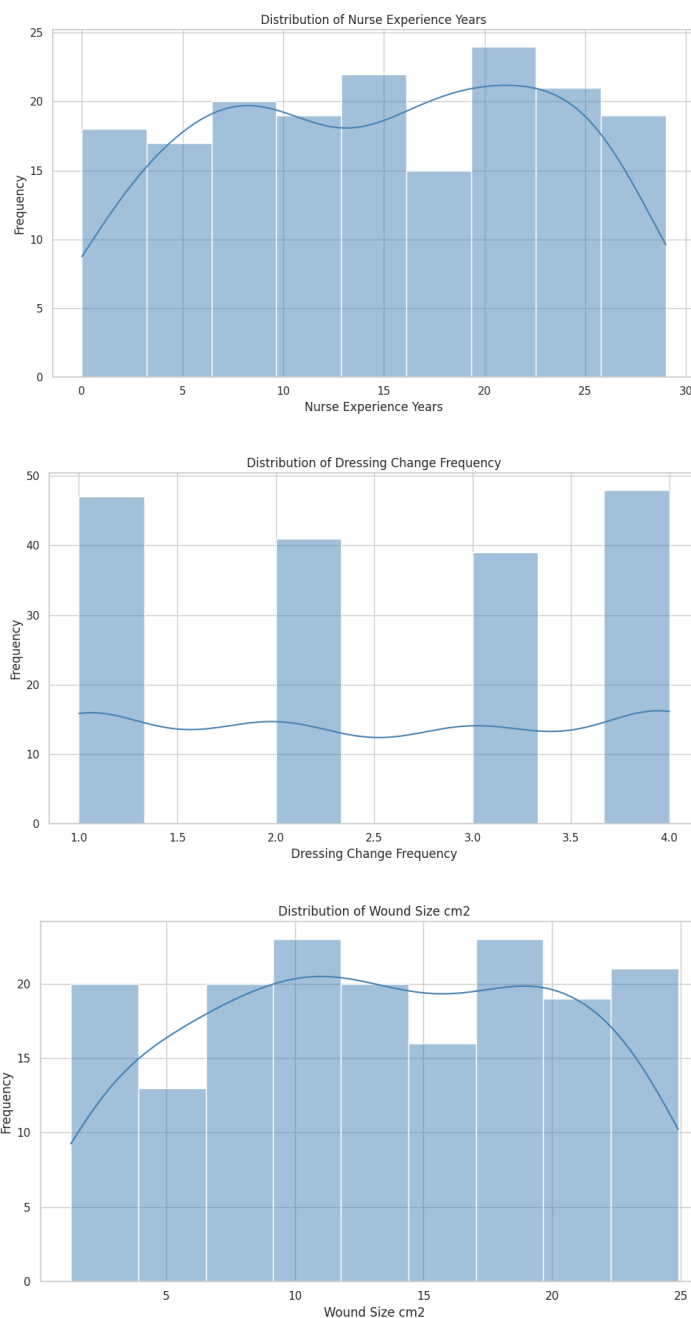 Distribution of Nurse Experience Years
25
20
15
10
5
0
Frequency
0 5 10 15 20 25 30
Nurse Experience Years
Distribution of Dressing Change Frequency
50
40
30
20
10
0
Frequency
1.0 1.5 2.0 2.5 3.0 3.5 4.0
Dressing Change Frequency
Distribution of Wound Size cm2
20
15
10
5
0
Frequency
5 10 15 20 25
Wound Size cm2